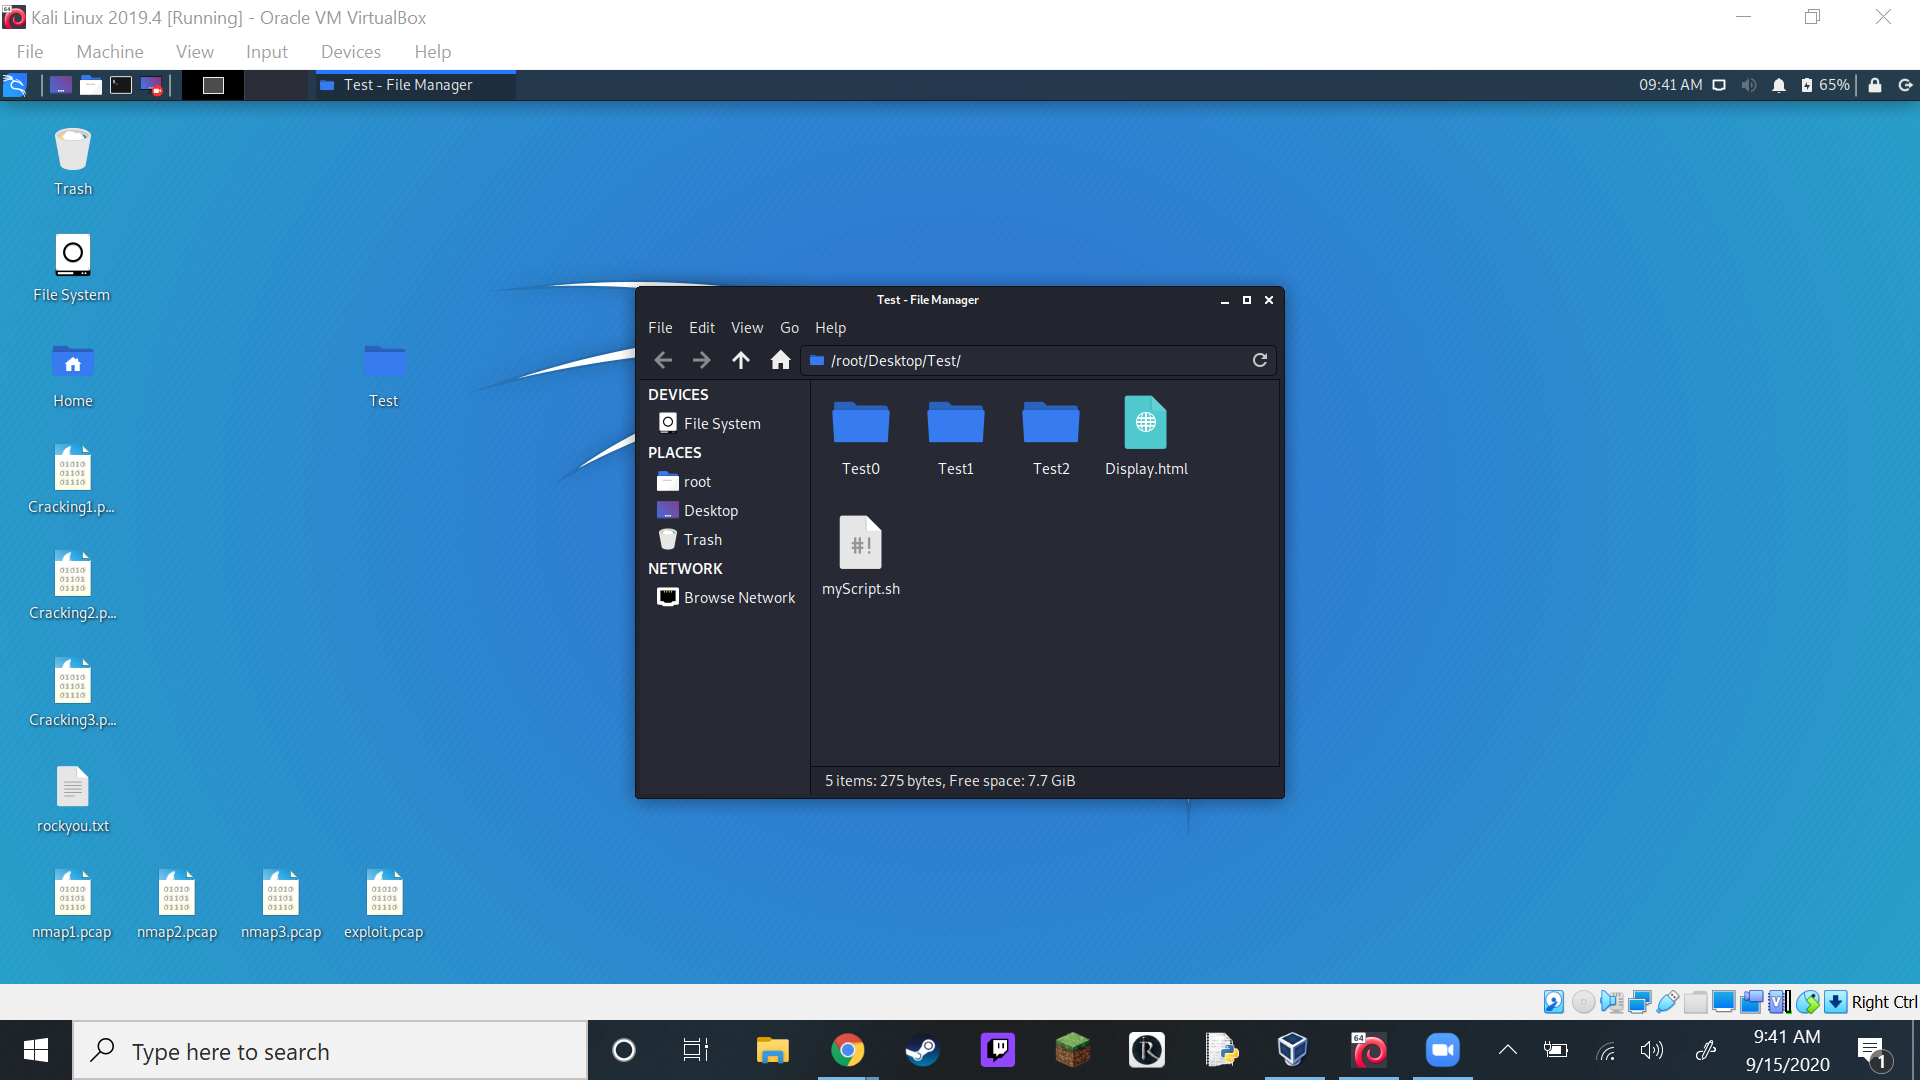 Kali Linux 2019.4 [Running] - Oracle VM VirtualBox
File Machine View Input Devices Help
Test - File Manager
09:41 AM
65%
Trash
File System
Home
Test
Cracking1.p...
Cracking2.p...
Cracking3.p...
rockyou.txt
nmap1.pcap
nmap2.pcap
nmap3.pcap
exploit.pcap
Test - File Manager
File Edit View Go Help
/root/Desktop/Test/
DEVICES
File System
PLACES
root
Desktop
Trash
NETWORK
Browse Network
Test0
Test1
Test2
Display.html
#!
myScript.sh
5 items: 275 bytes, Free space: 7.7 GiB
Right Ctrl
Type here to search
64
9:41 AM
9/15/2020
1